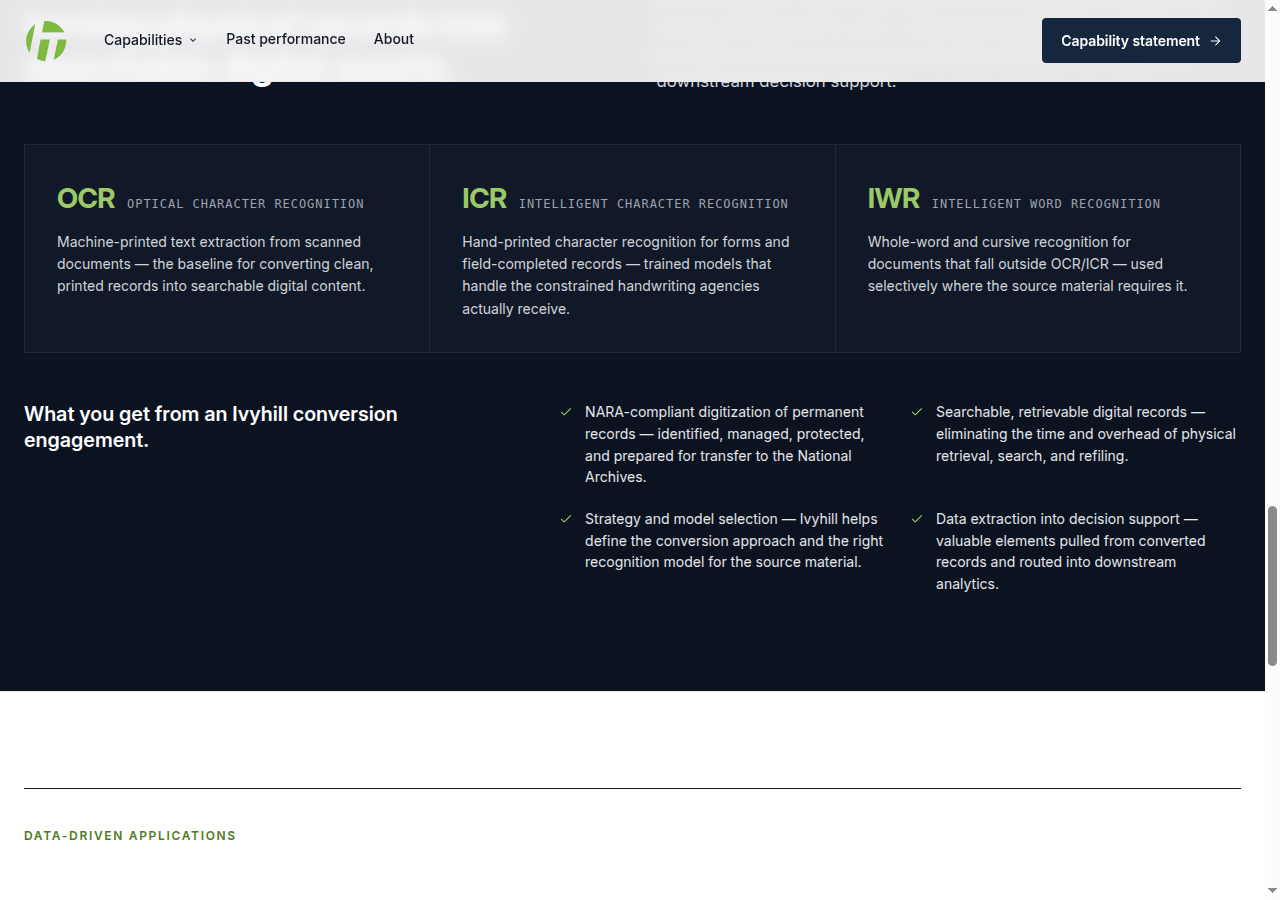 Capabilities
Past performance
About
Capability statement
downstream decision support.
OCR OPTICAL CHARACTER RECOGNITION
Machine-printed text extraction from scanned
documents — the baseline for converting clean,
printed records into searchable digital content.
ICR INTELLIGENT CHARACTER RECOGNITION
Hand-printed character recognition for forms and
field-completed records — trained models that
handle the constrained handwriting agencies
actually receive.
IWR INTELLIGENT WORD RECOGNITION
Whole-word and cursive recognition for
documents that fall outside OCR/ICR — used
selectively where the source material requires it.
What you get from an Ivyhill conversion
engagement.
NARA-compliant digitization of permanent
records — identified, managed, protected,
and prepared for transfer to the National
Archives.
Searchable, retrievable digital records —
eliminating the time and overhead of physical
retrieval, search, and refiling.
Strategy and model selection — Ivyhill helps
define the conversion approach and the right
recognition model for the source material.
Data extraction into decision support —
valuable elements pulled from converted
records and routed into downstream
analytics.
DATA-DRIVEN APPLICATIONS